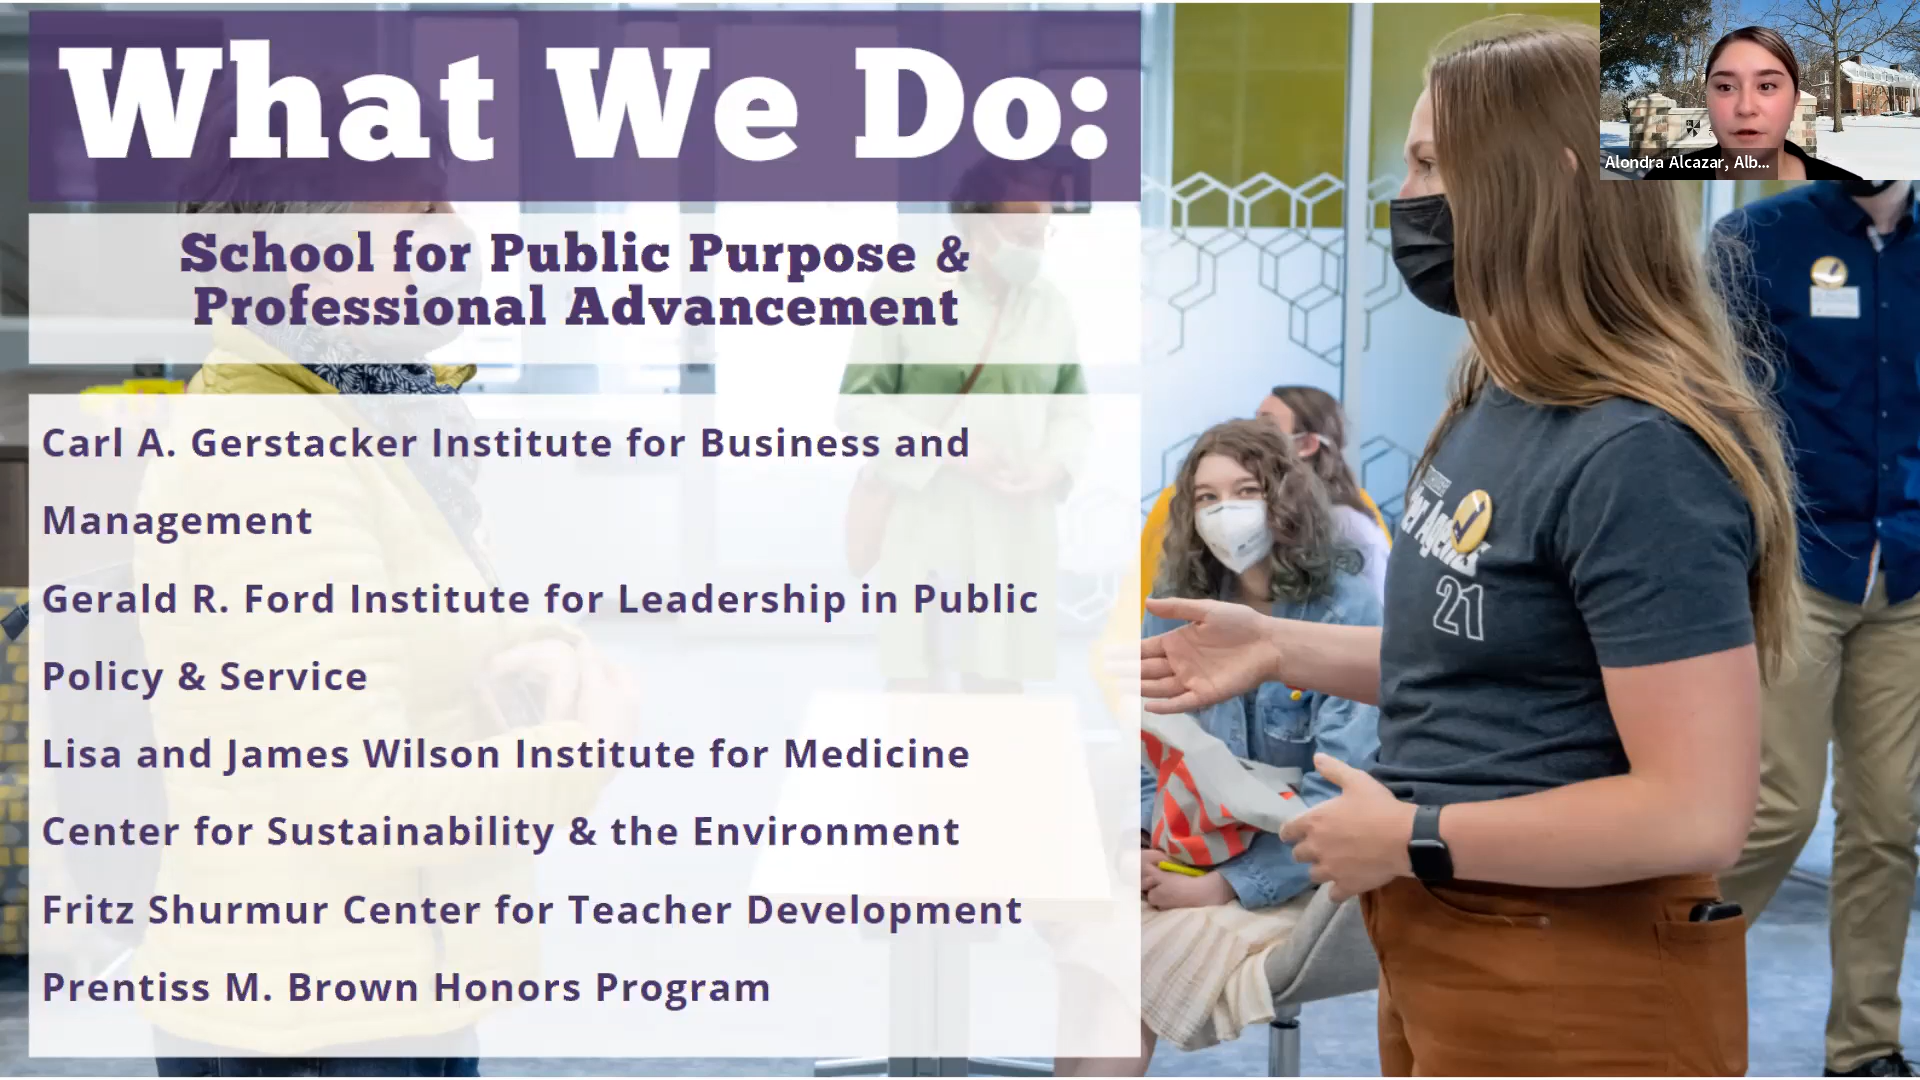 What We Do:
School for Public Purpose &
Professional Advancement
Carl A. Gerstacker Institute for Business and
Management
Gerald R. Ford Institute for Leadership in Public
Policy & Service
Lisa and James Wilson Institute for Medicine
Center for Sustainability & the Environment
Fritz Shurmur Center for Teacher Development
Prentiss M. Brown Honors Program
Alondra Alcazar, Alb...
21